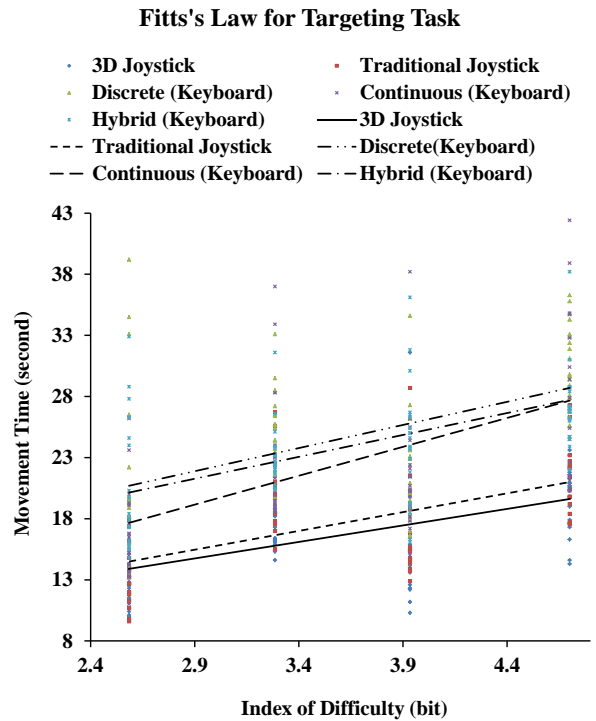 Fitts's Law for Targeting Task
3D Joystick Traditional Joystick
Discrete (Keyboard) Continuous (Keyboard)
Hybrid (Keyboard) 3D Joystick
Traditional Joystick Discrete(Keyboard)
Continuous (Keyboard) Hybrid (Keyboard)
43
38
33
28
23
18
13
8
Movement Time (second)
2.4 2.9 3.4 3.9 4.4
Index of Difficulty (bit)